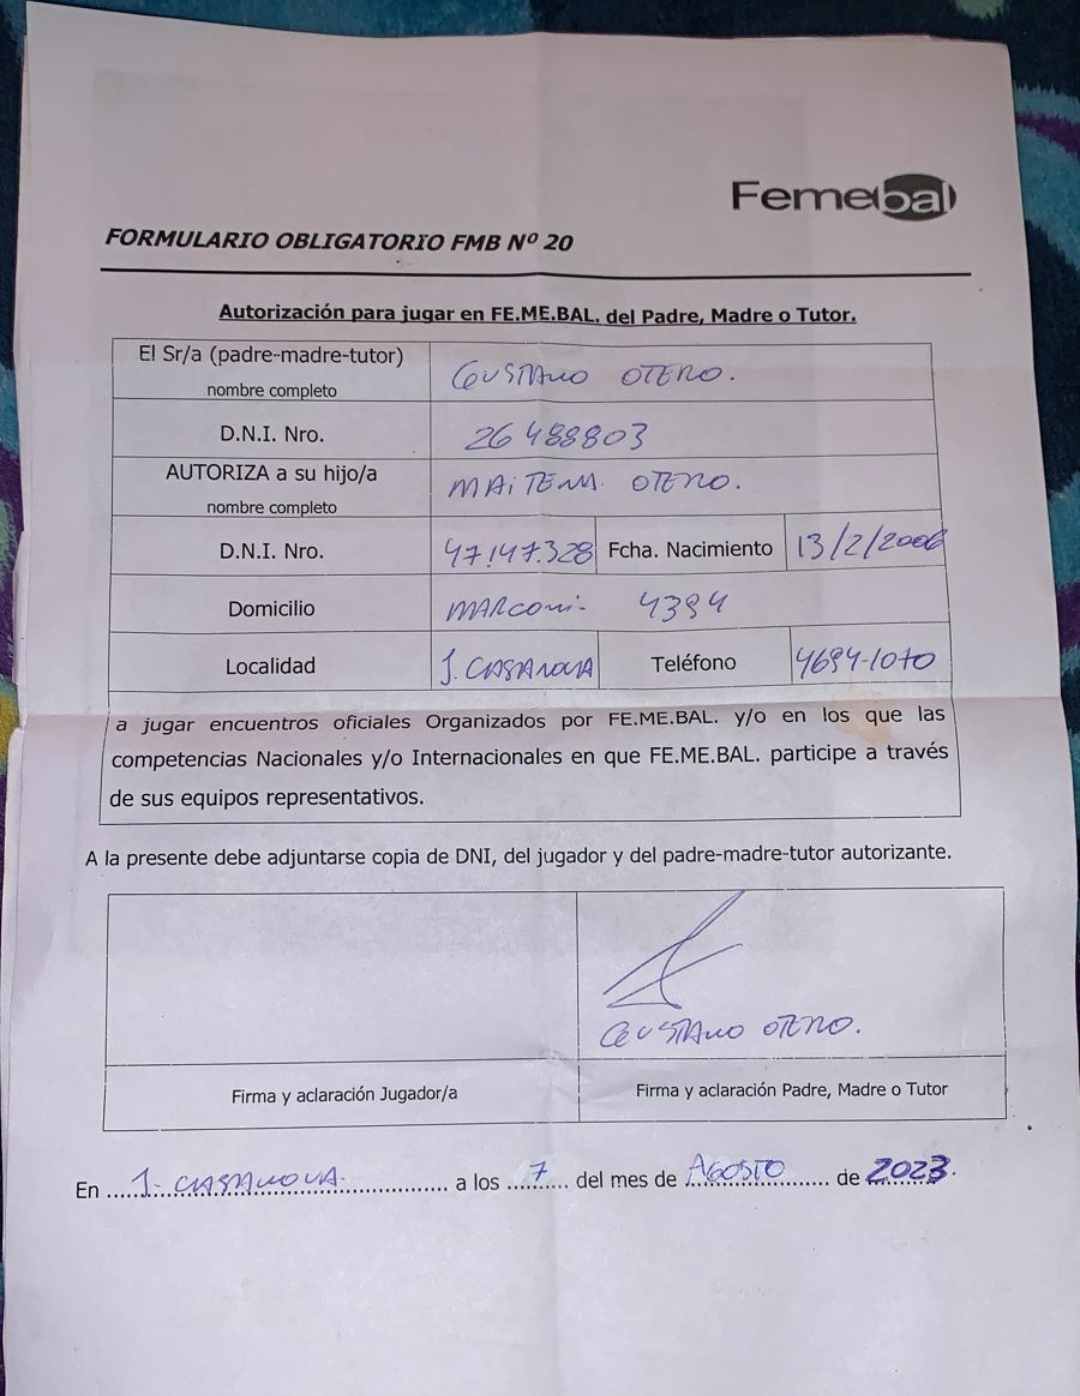 Femebal
FORMULARIO OBLIGATORIO FMB Nº 20
Autorización para jugar en FE.ME.BAL. del Padre, Madre o Tutor.
El Sr/a (padre-madre-tutor)
nombre completo
GUSTAVO OTERO.
D.N.I. Nro.
26488803
AUTORIZA a su hijo/a
nombre completo
MAITENA. OTERO.
D.N.I. Nro.
47.147.328
Fcha. Nacimiento
13/2/2006
Domicilio
MARCONI- 4394
Localidad
I. CASANOVA
Teléfono
4694-1070
a jugar encuentros oficiales Organizados por FE.ME.BAL. y/o en los que las
competencias Nacionales y/o Internacionales en que FE.ME.BAL. participe a través
de sus equipos representativos.
A la presente debe adjuntarse copia de DNI, del jugador y del padre-madre-tutor autorizante.
GUSTAVO OTERO.
Firma y aclaración Jugador/a
Firma y aclaración Padre, Madre o Tutor
En ..... I- CASANOVA. ..... a los ... 7 ... del mes de AGOSTO ..... de 2023.